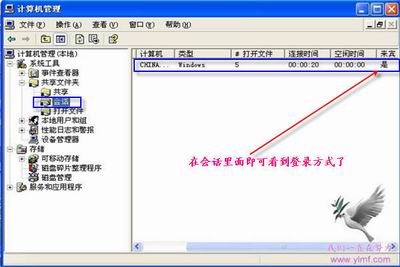 计算机管理
文件(F) 操作(A) 查看(V) 窗口(W) 帮助(H)
计算机管理(本地)
系统工具
事件查看器
共享文件夹
共享
会话
打开文件
本地用户和组
性能日志和警报
设备管理器
存储
可移动存储
磁盘碎片整理程序
磁盘管理
服务和应用程序
计算机 类型 # 打开文件 连接时间 空闲时间 来宾
CHINA... Windows 5 00:00:20 00:00:00 是
在会话里面即可看到登录方式了
我们一直在努力
www.ylmf.com